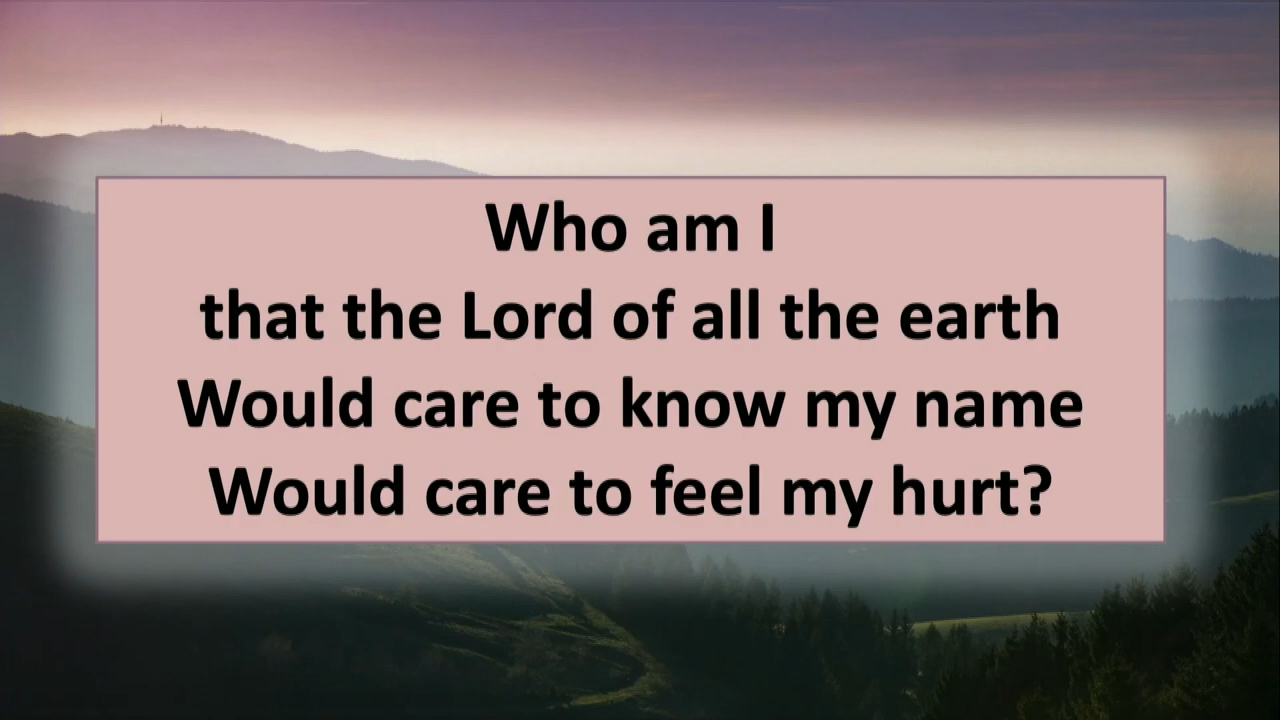 Who am I
that the Lord of all the earth
Would care to know my name
Would care to feel my hurt?